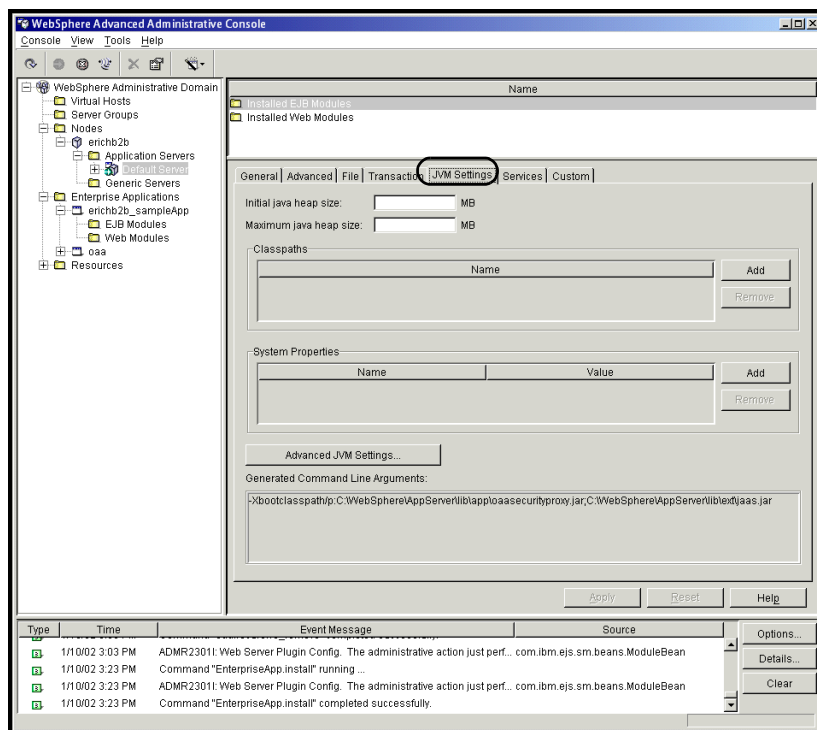 WebSphere Advanced Administrative Console
Console View Tools Help
WebSphere Administrative Domain
Virtual Hosts
Server Groups
Nodes
erichb2b
Application Servers
Default Server
Generic Servers
Enterprise Applications
erichb2b_sampleApp
EJB Modules
Web Modules
oaa
Resources
Name
Installed EJB Modules
Installed Web Modules
General Advanced File Transaction JVM Settings Services Custom
Initial java heap size: MB
Maximum java heap size: MB
Classpaths
Name
Add
Remove
System Properties
Name Value
Add
Remove
Advanced JVM Settings...
Generated Command Line Arguments:
-Xbootclasspath/p:C:\WebSphere\AppServer\lib\app\oaasecurityproxy.jar;C:\WebSphere\AppServer\lib\ext\jaas.jar
Apply Reset Help
Type Time Event Message Source
1/10/02 3:03 PM ADMR2301I: Web Server Plugin Config. The administrative action just perf... com.ibm.ejs.sm.beans.ModuleBean
1/10/02 3:23 PM Command "EnterpriseApp.install" running ...
1/10/02 3:23 PM ADMR2301I: Web Server Plugin Config. The administrative action just perf... com.ibm.ejs.sm.beans.ModuleBean
1/10/02 3:23 PM Command "EnterpriseApp.install" completed successfully.
Options...
Details...
Clear